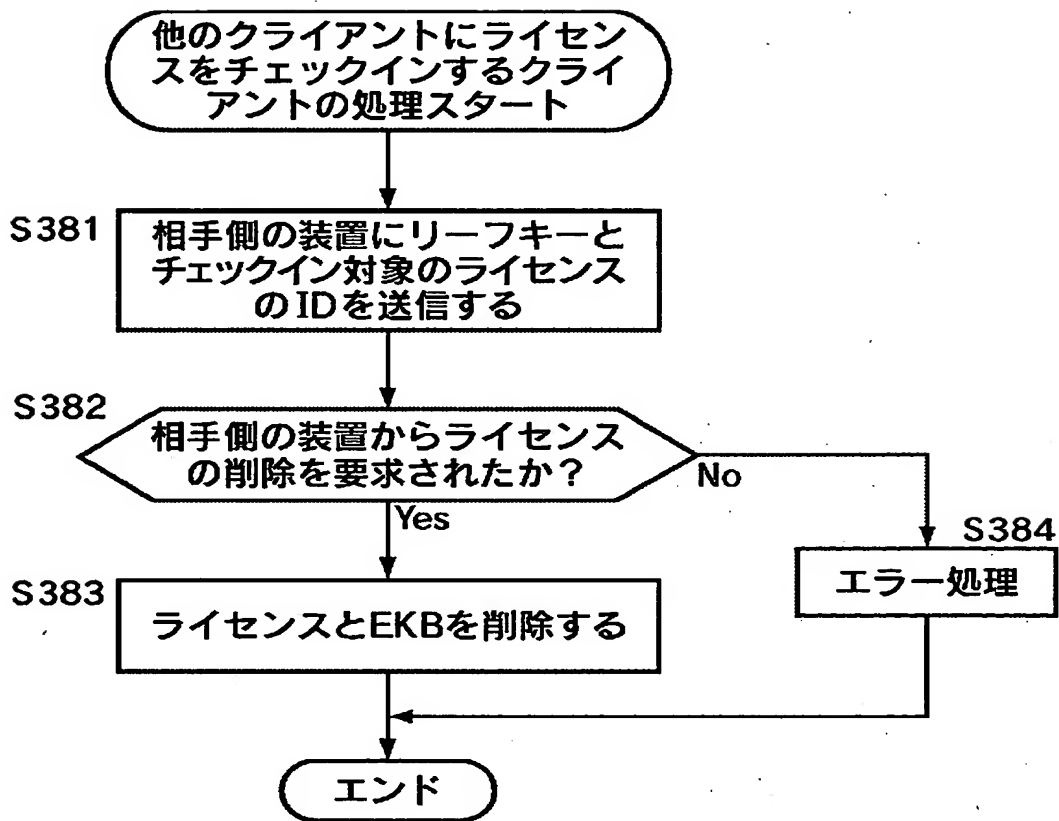 他のクライアントにライセン
スをチェックインするクライ
アントの処理スタート
S381
相手側の装置にリーフキーと
チェックイン対象のライセンス
のIDを送信する
S382
相手側の装置からライセンス
の削除を要求されたか？
No
Yes
S384
エラー処理
S383
ライセンスとEKBを削除する
エンド